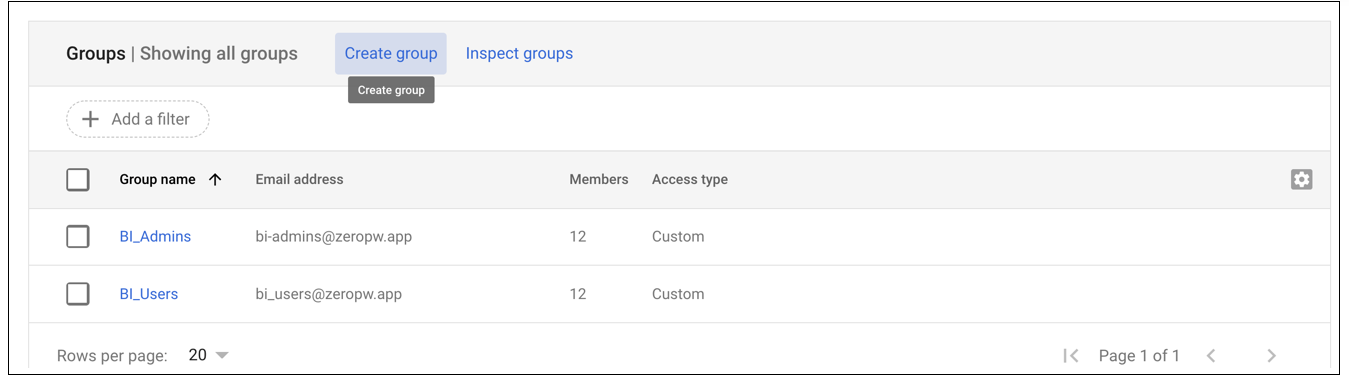 Groups | Showing all groups Create group Inspect groups
Create group
Add a filter
Group name Email address Members Access type
BI_Admins bi-admins@zeropw.app 12 Custom
BI_Users bi_users@zeropw.app 12 Custom
Rows per page: 20 Page 1 of 1